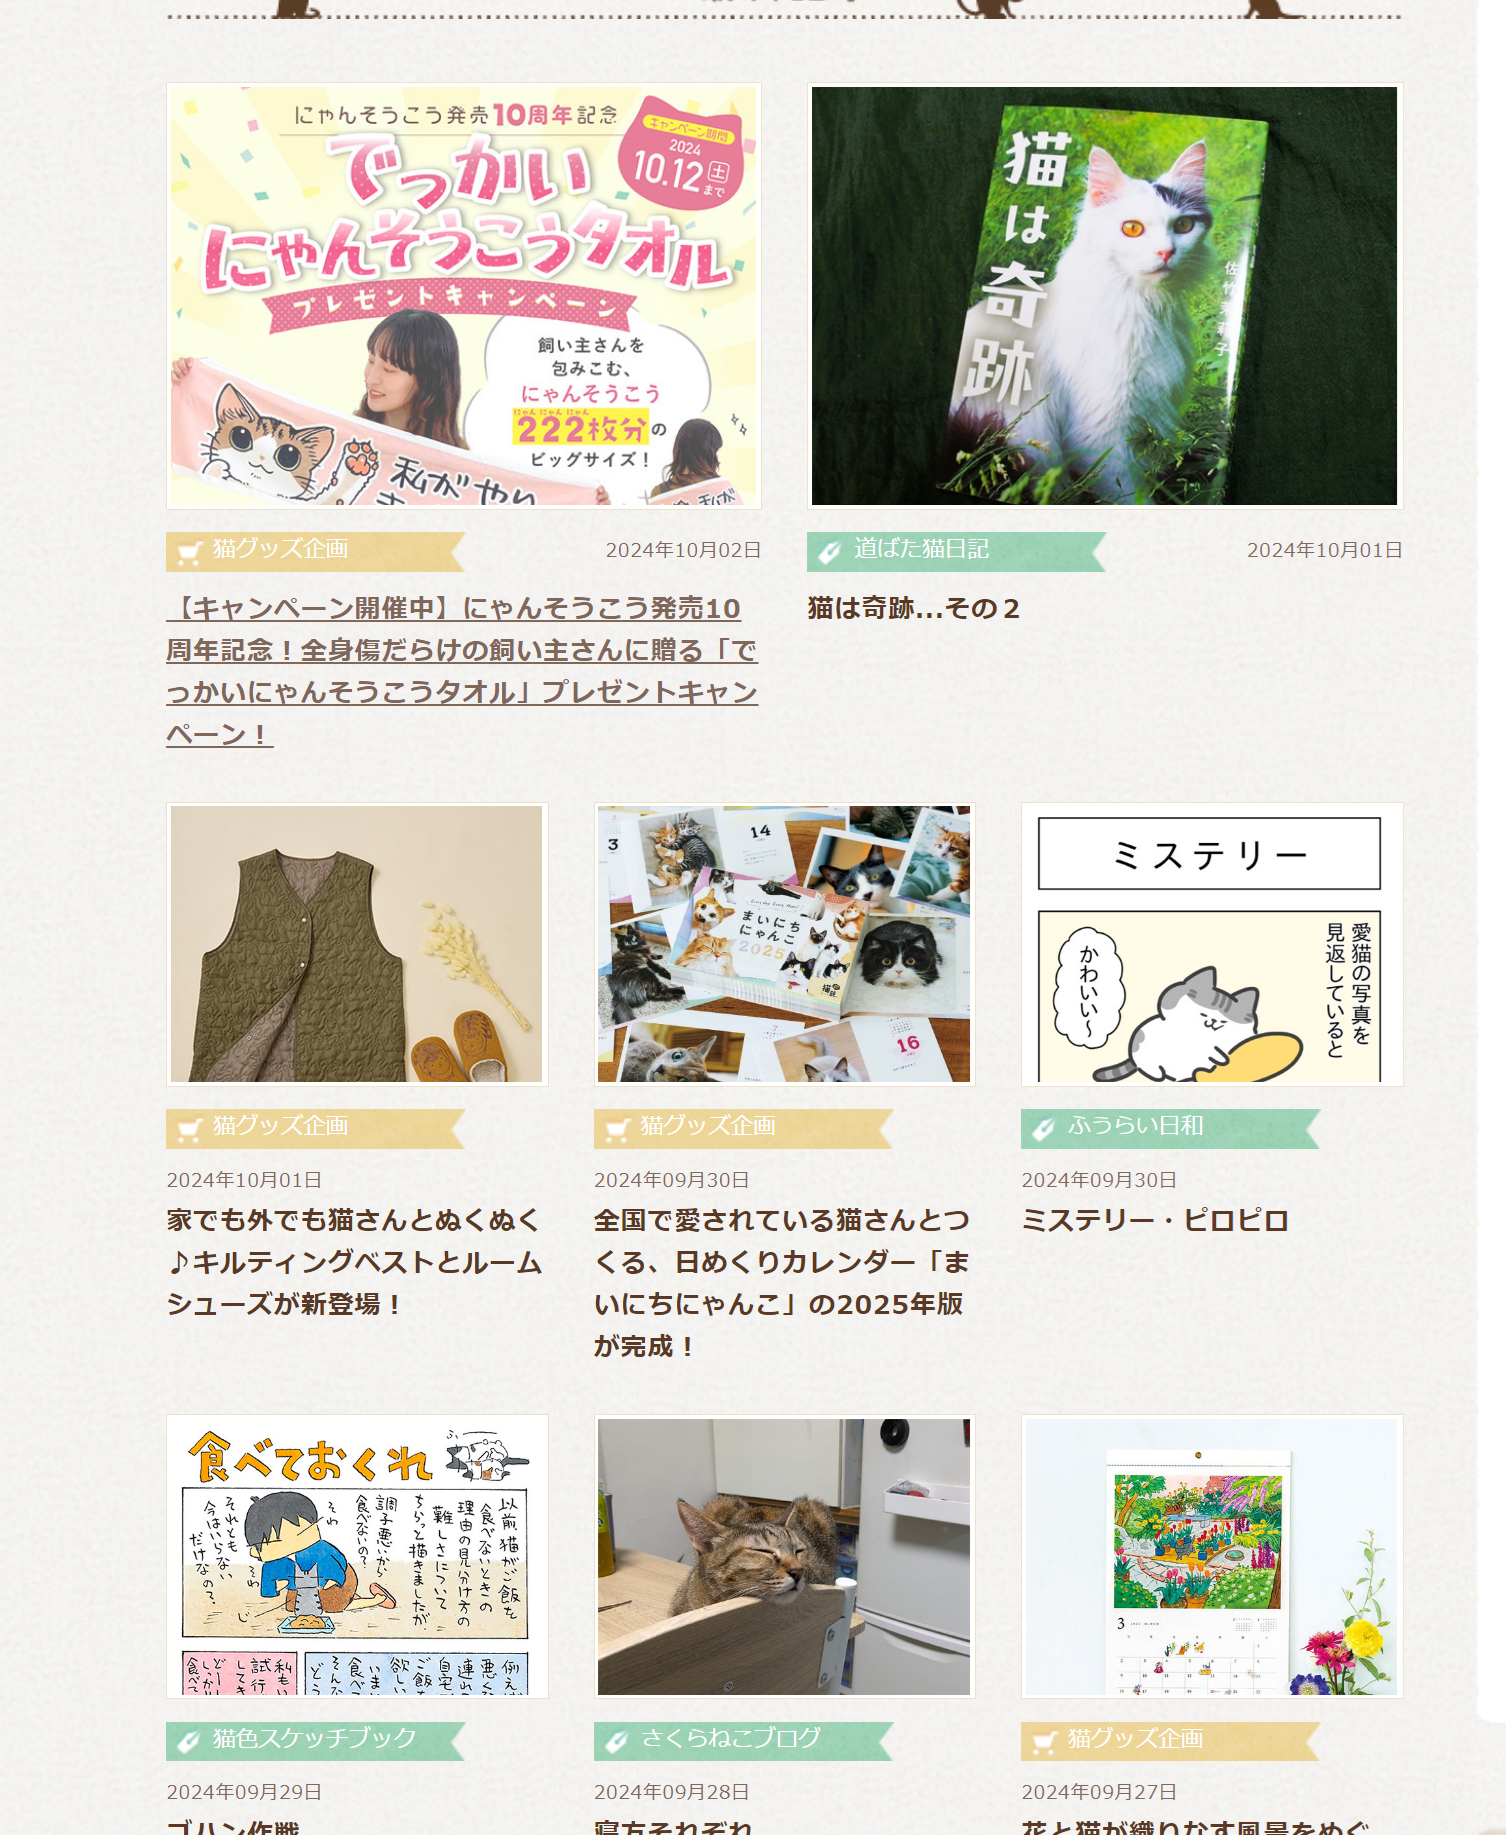 にゃんそうこう発売10周年記念
キャンペーン期間
2024
10.12土
まで
でっかい
にゃんそうこうタオル
プレゼントキャンペーン
飼い主さんを
包みこむ、
にゃんそうこう
にゃん にゃん にゃん
222枚分の
ビッグサイズ！
私がやり
私が
猫は奇跡
猫グッズ企画
2024年10月02日
道ばた猫日記
2024年10月01日
【キャンペーン開催中】にゃんそうこう発売10
周年記念！全身傷だらけの飼い主さんに贈る「で
っかいにゃんそうこうタオル」プレゼントキャン
ペーン！
猫は奇跡…その２
3
14
まいにち
にゃんこ
2025
16
ミステリー
愛猫の写真を
見返していると
かわいい〜
猫グッズ企画
猫グッズ企画
ふうらい日和
2024年10月01日
2024年09月30日
2024年09月30日
家でも外でも猫さんとぬくぬく
♪キルティングベストとルーム
シューズが新登場！
全国で愛されている猫さんとつ
くる、日めくりカレンダー「ま
いにちにゃんこ」の2025年版
が完成！
ミステリー・ピロピロ
食べておくれ
以前、猫がご飯を
食べないときの
理由の見分け方の
難しさについて
ちらっと描きましたが、
調子悪いから
食べないの？
それとも
今はいらない
だけなの？
そわ
そわ
じ
3
猫色スケッチブック
さくらねこブログ
猫グッズ企画
2024年09月29日
2024年09月28日
2024年09月27日
ゴハン作戦
寝方それぞれ
花と猫が織りなす風景をめぐ